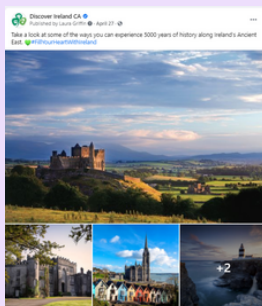 Discover Ireland CA
Published by Laura Griffin · April 27 ·
Take a look at some of the ways you can experience 5000 years of history along Ireland's Ancient
East. #FillYourHeartWithIreland
+2